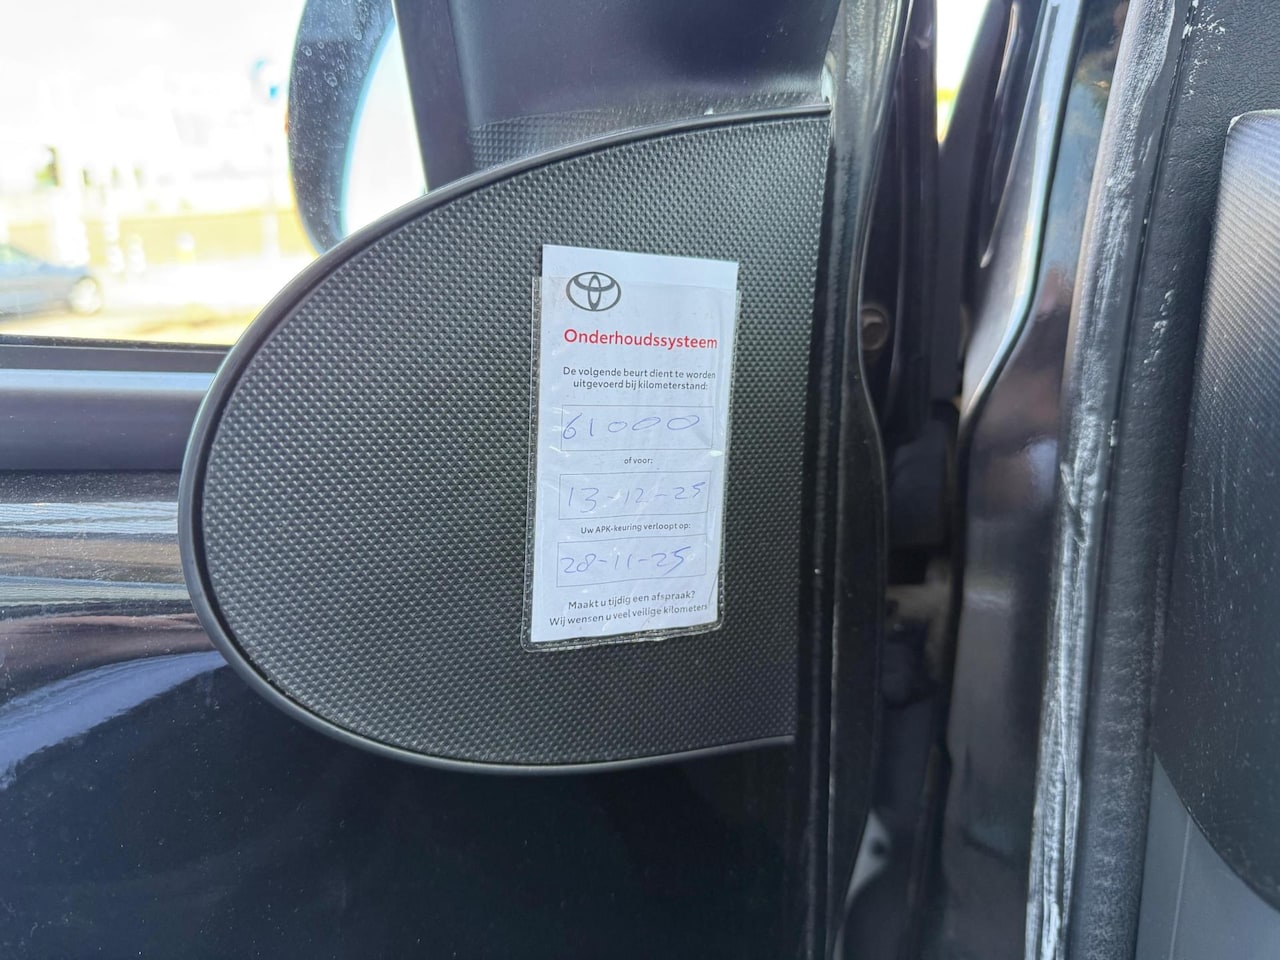 Onderhoudssysteem
De volgende beurt dient te worden
uitgevoerd bij kilometerstand:
61000
of voor:
13-12-25
Uw APK-keuring verloopt op:
28-11-25
Maakt u tijdig een afspraak?
Wij wensen u veel veilige kilometers